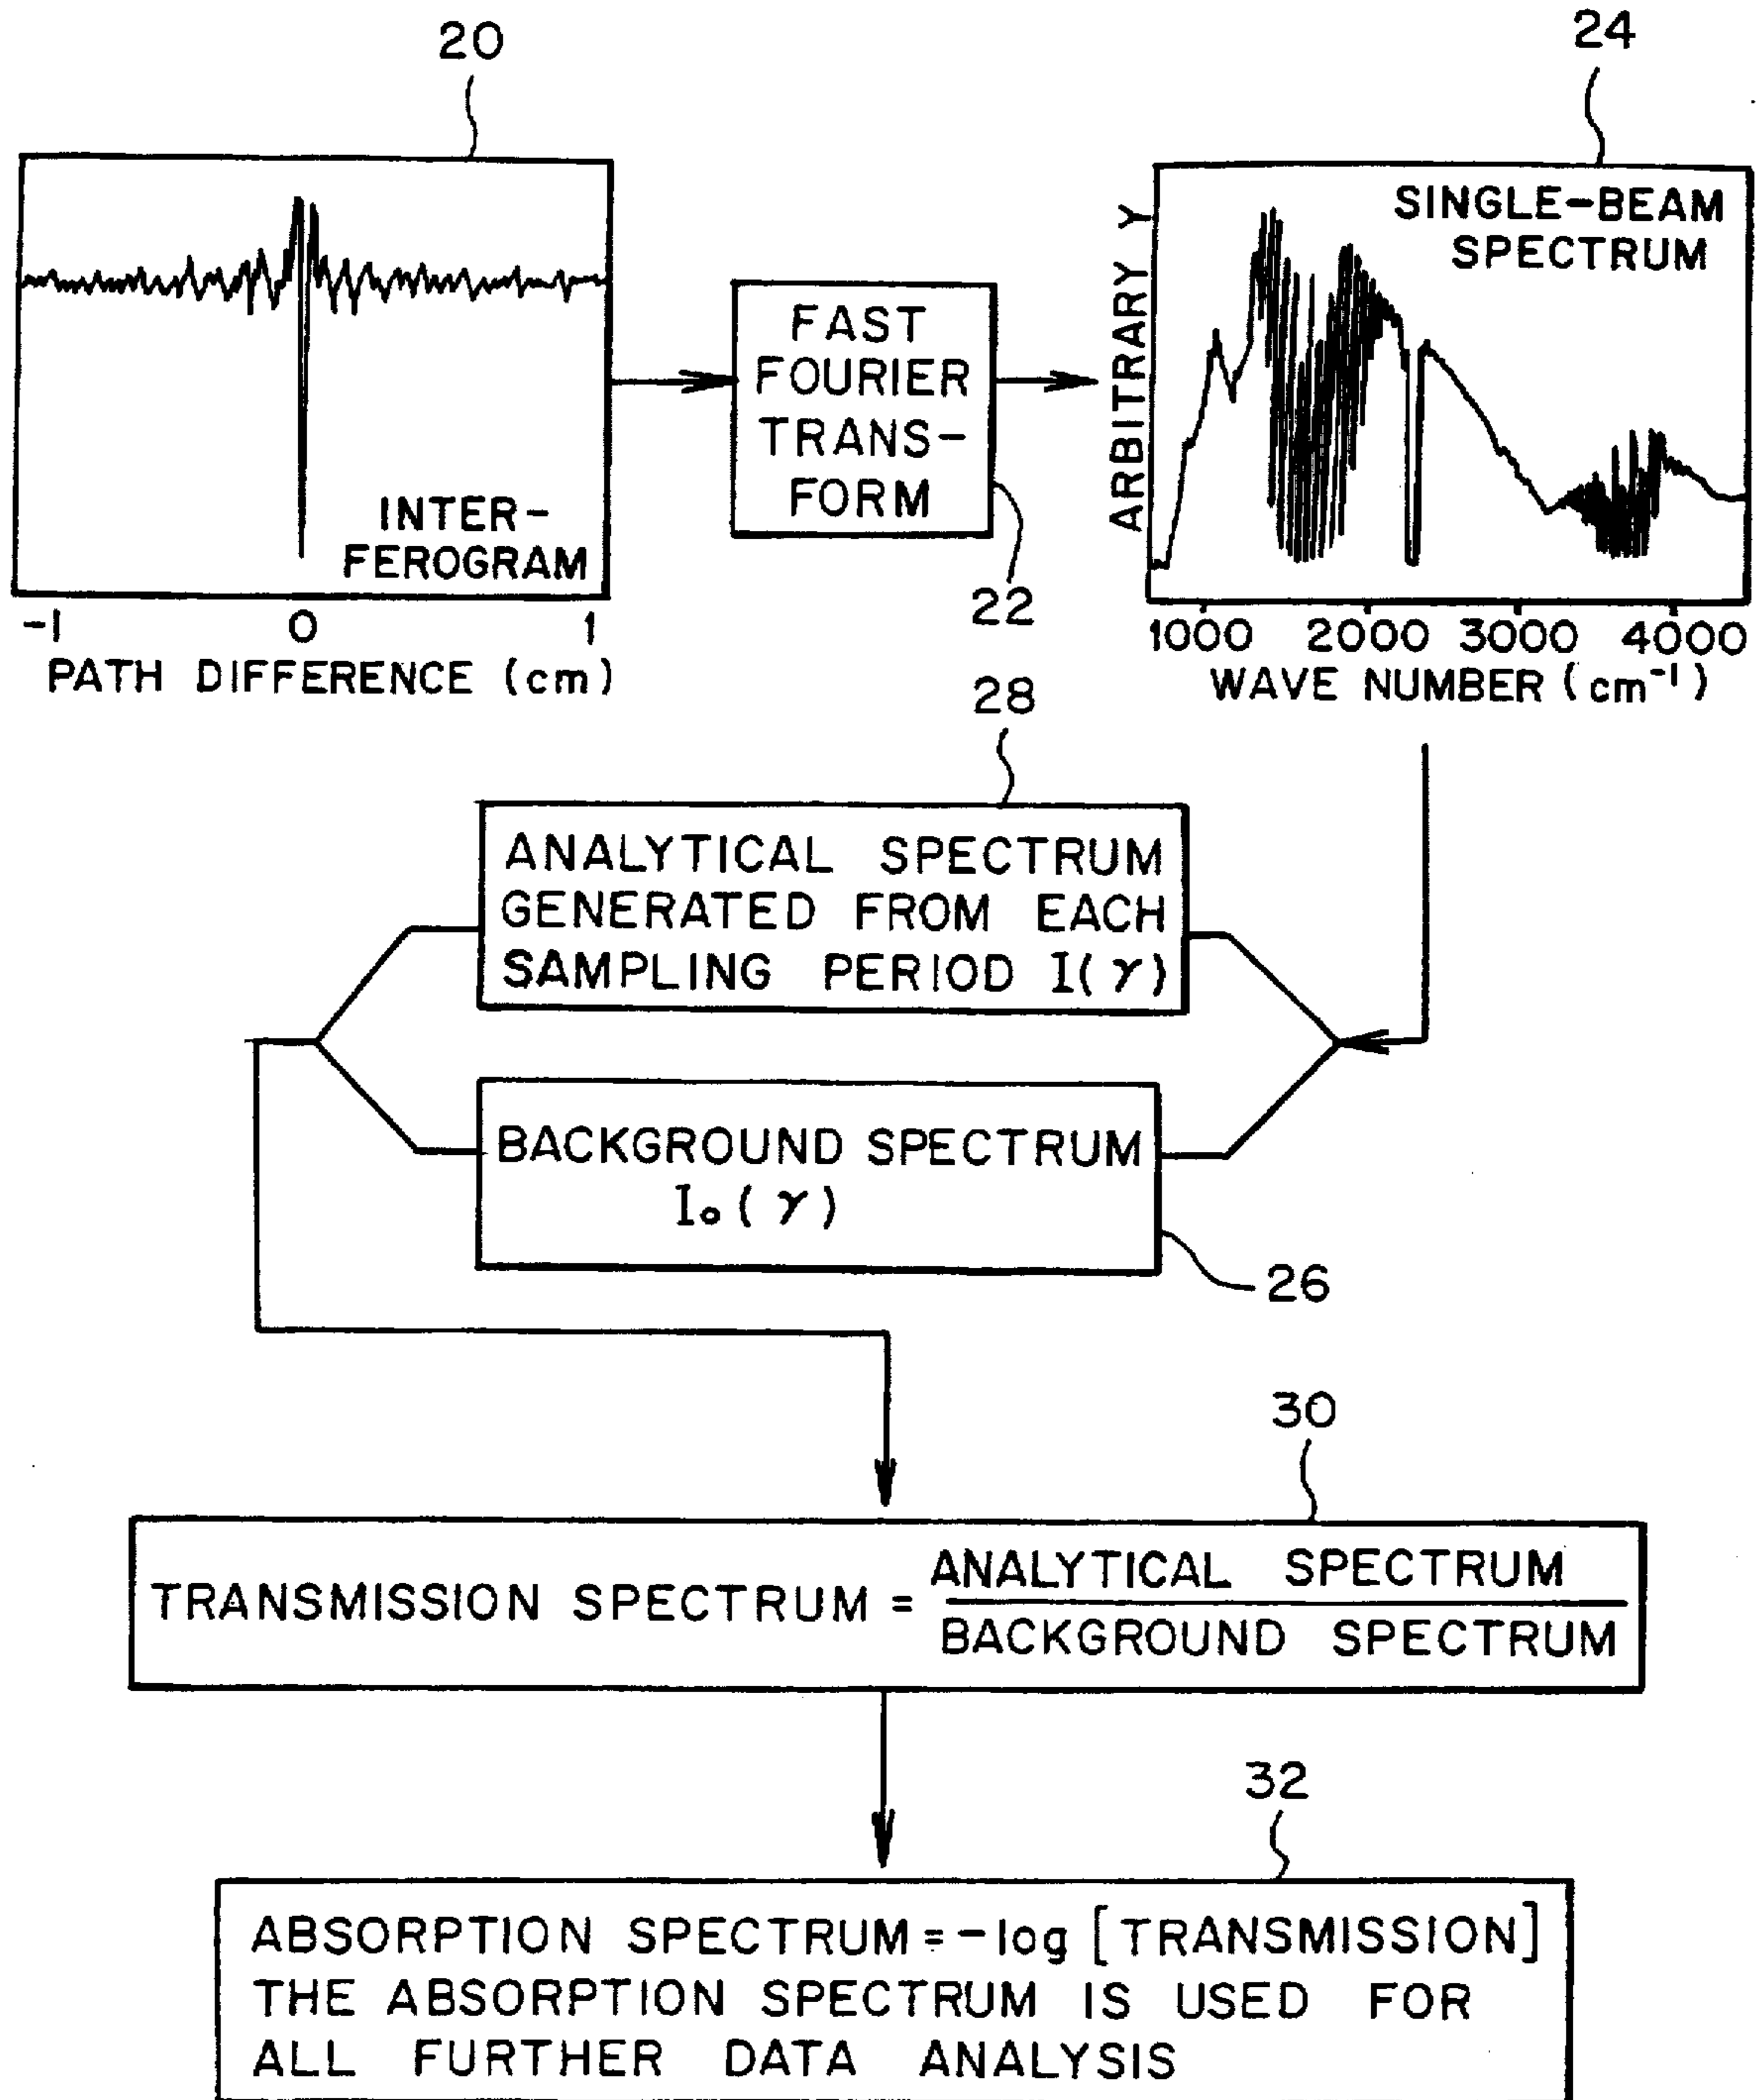 20
24
INTER-
FEROGRAM
-1 0 1
PATH DIFFERENCE (cm)
FAST
FOURIER
TRANS-
FORM
22
SINGLE-BEAM
SPECTRUM
ARBITRARY Y
1000 2000 3000 4000
WAVE NUMBER (cm⁻¹)
28
ANALYTICAL SPECTRUM
GENERATED FROM EACH
SAMPLING PERIOD I(γ)
BACKGROUND SPECTRUM
I₀(γ)
26
30
TRANSMISSION SPECTRUM = ANALYTICAL SPECTRUM
BACKGROUND SPECTRUM
32
ABSORPTION SPECTRUM = -log [TRANSMISSION]
THE ABSORPTION SPECTRUM IS USED FOR
ALL FURTHER DATA ANALYSIS